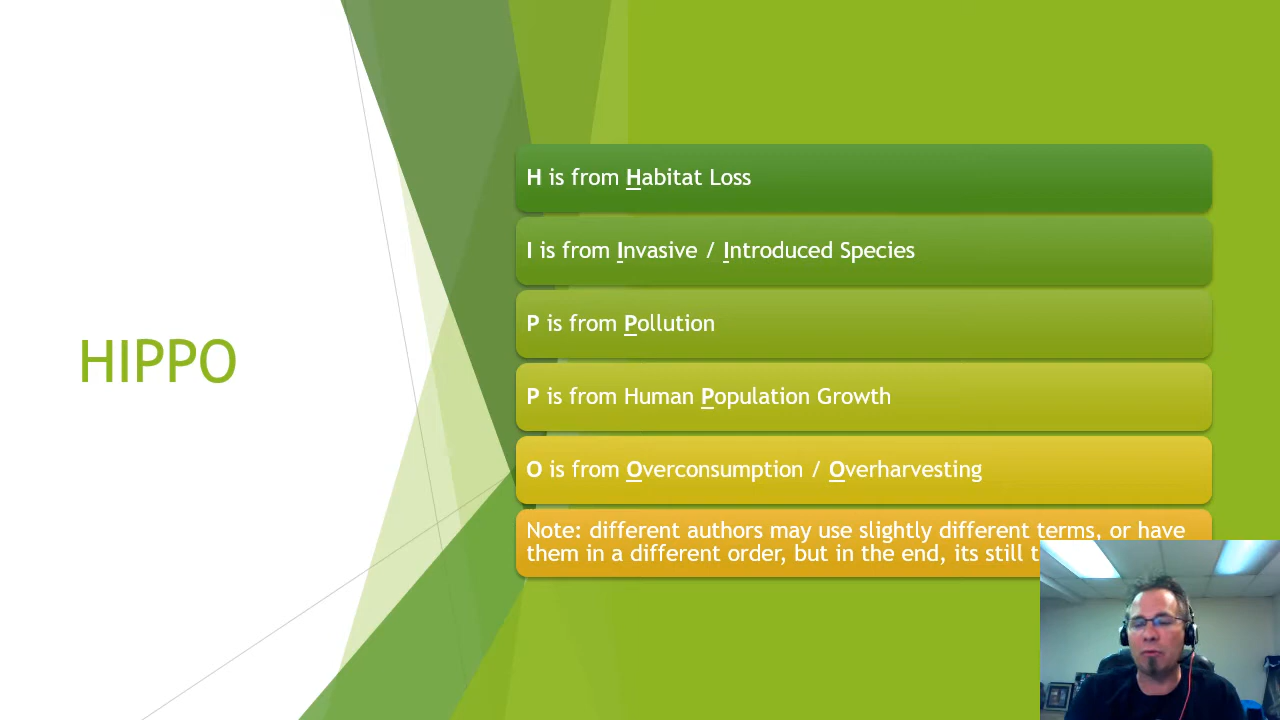 HIPPO
H is from Habitat Loss
I is from Invasive / Introduced Species
P is from Pollution
P is from Human Population Growth
O is from Overconsumption / Overharvesting
Note: different authors may use slightly different terms, or have
them in a different order, but in the end, its still